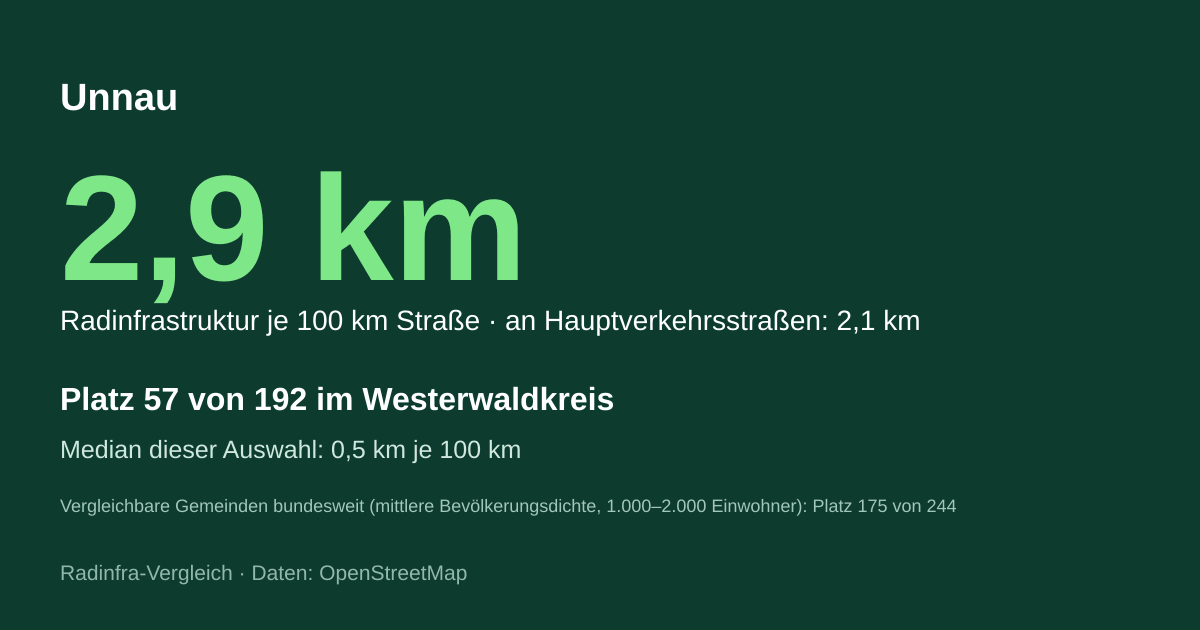 Unnau
2,9 km
Radinfrastruktur je 100 km Straße · an Hauptverkehrsstraßen: 2,1 km
Platz 57 von 192 im Westerwaldkreis
Median dieser Auswahl: 0,5 km je 100 km
Vergleichbare Gemeinden bundesweit (mittlere Bevölkerungsdichte, 1.000–2.000 Einwohner): Platz 175 von 244
Radinfra-Vergleich · Daten: OpenStreetMap